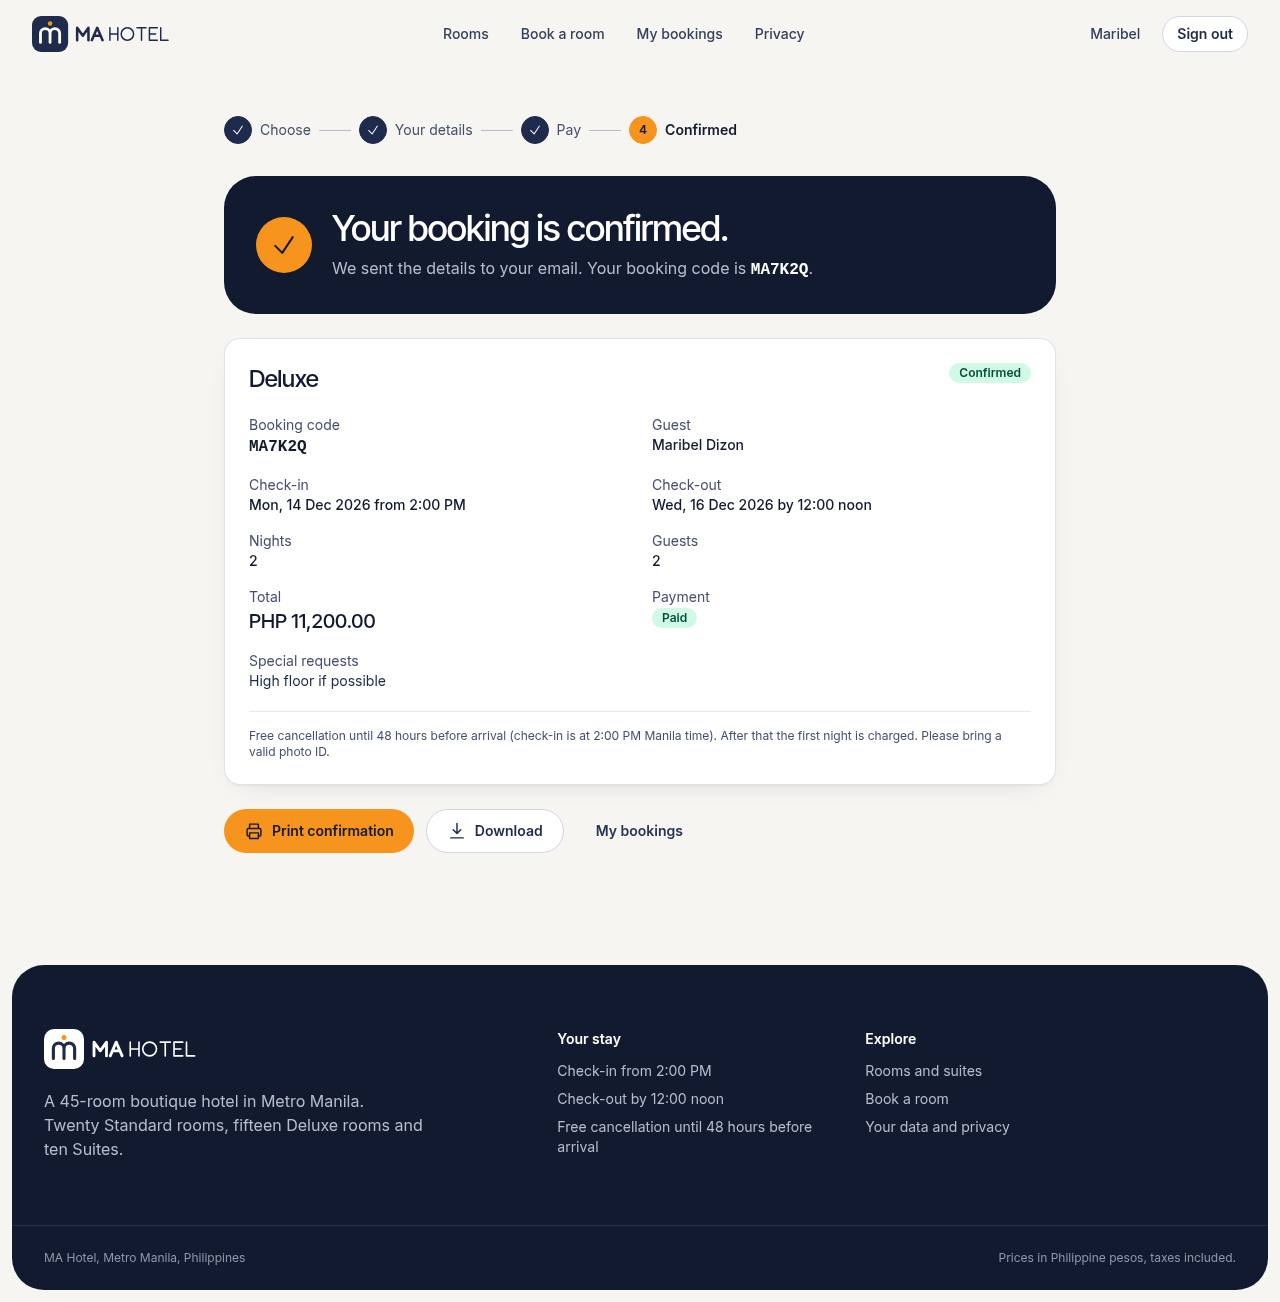 MA HOTEL
Rooms
Book a room
My bookings
Privacy
Maribel
Sign out
Choose
Your details
Pay
4 Confirmed
Your booking is confirmed.
We sent the details to your email. Your booking code is MA7K2Q.
Deluxe
Confirmed
Booking code
MA7K2Q
Guest
Maribel Dizon
Check-in
Mon, 14 Dec 2026 from 2:00 PM
Check-out
Wed, 16 Dec 2026 by 12:00 noon
Nights
2
Guests
2
Total
PHP 11,200.00
Payment
Paid
Special requests
High floor if possible
Free cancellation until 48 hours before arrival (check-in is at 2:00 PM Manila time). After that the first night is charged. Please bring a
valid photo ID.
Print confirmation
Download
My bookings
MA HOTEL
A 45-room boutique hotel in Metro Manila.
Twenty Standard rooms, fifteen Deluxe rooms and
ten Suites.
Your stay
Check-in from 2:00 PM
Check-out by 12:00 noon
Free cancellation until 48 hours before
arrival
Explore
Rooms and suites
Book a room
Your data and privacy
MA Hotel, Metro Manila, Philippines
Prices in Philippine pesos, taxes included.